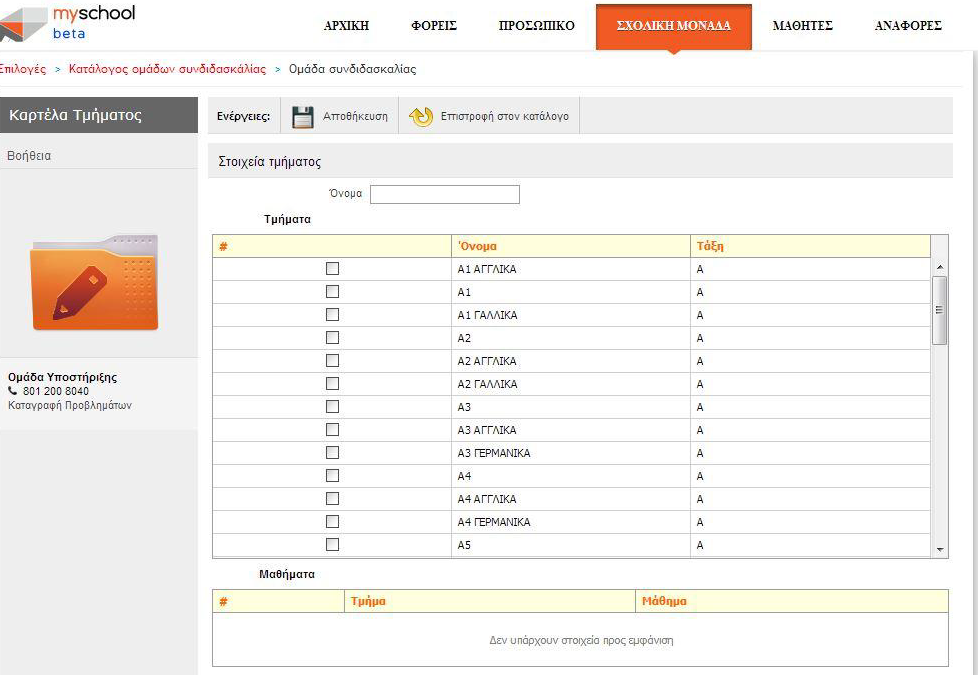 myschool
beta
ΑΡΧΙΚΗ ΦΟΡΕΙΣ ΠΡΟΣΩΠΙΚΟ ΣΧΟΛΙΚΗ ΜΟΝΑΔΑ ΜΑΘΗΤΕΣ ΑΝΑΦΟΡΕΣ
Επιλογές > Κατάλογος ομάδων συνδιδασκάλίας > Ομάδα συνδιδασκαλίας
Καρτέλα Τμήματος
Ενέργειες: Αποθήκευση Επιστροφή στον κατάλογο
Βοήθεια
Στοιχεία τμήματος
Όνομα
Τμήματα
# Όνομα Τάξη
Α1 ΑΓΓΛΙΚΑ Α
Α1 Α
Α1 ΓΑΛΛΙΚΑ Α
Α2 Α
Α2 ΑΓΓΛΙΚΑ Α
Α2 ΓΑΛΛΙΚΑ Α
Α3 Α
Α3 ΑΓΓΛΙΚΑ Α
Α3 ΓΕΡΜΑΝΙΚΑ Α
Α4 Α
Α4 ΑΓΓΛΙΚΑ Α
Α4 ΓΕΡΜΑΝΙΚΑ Α
Α5 Α
Ομάδα Υποστήριξης
801 200 8040
Καταγραφή Προβλημάτων
Μαθήματα
# Τμήμα Μάθημα
Δεν υπάρχουν στοιχεία προς εμφάνιση